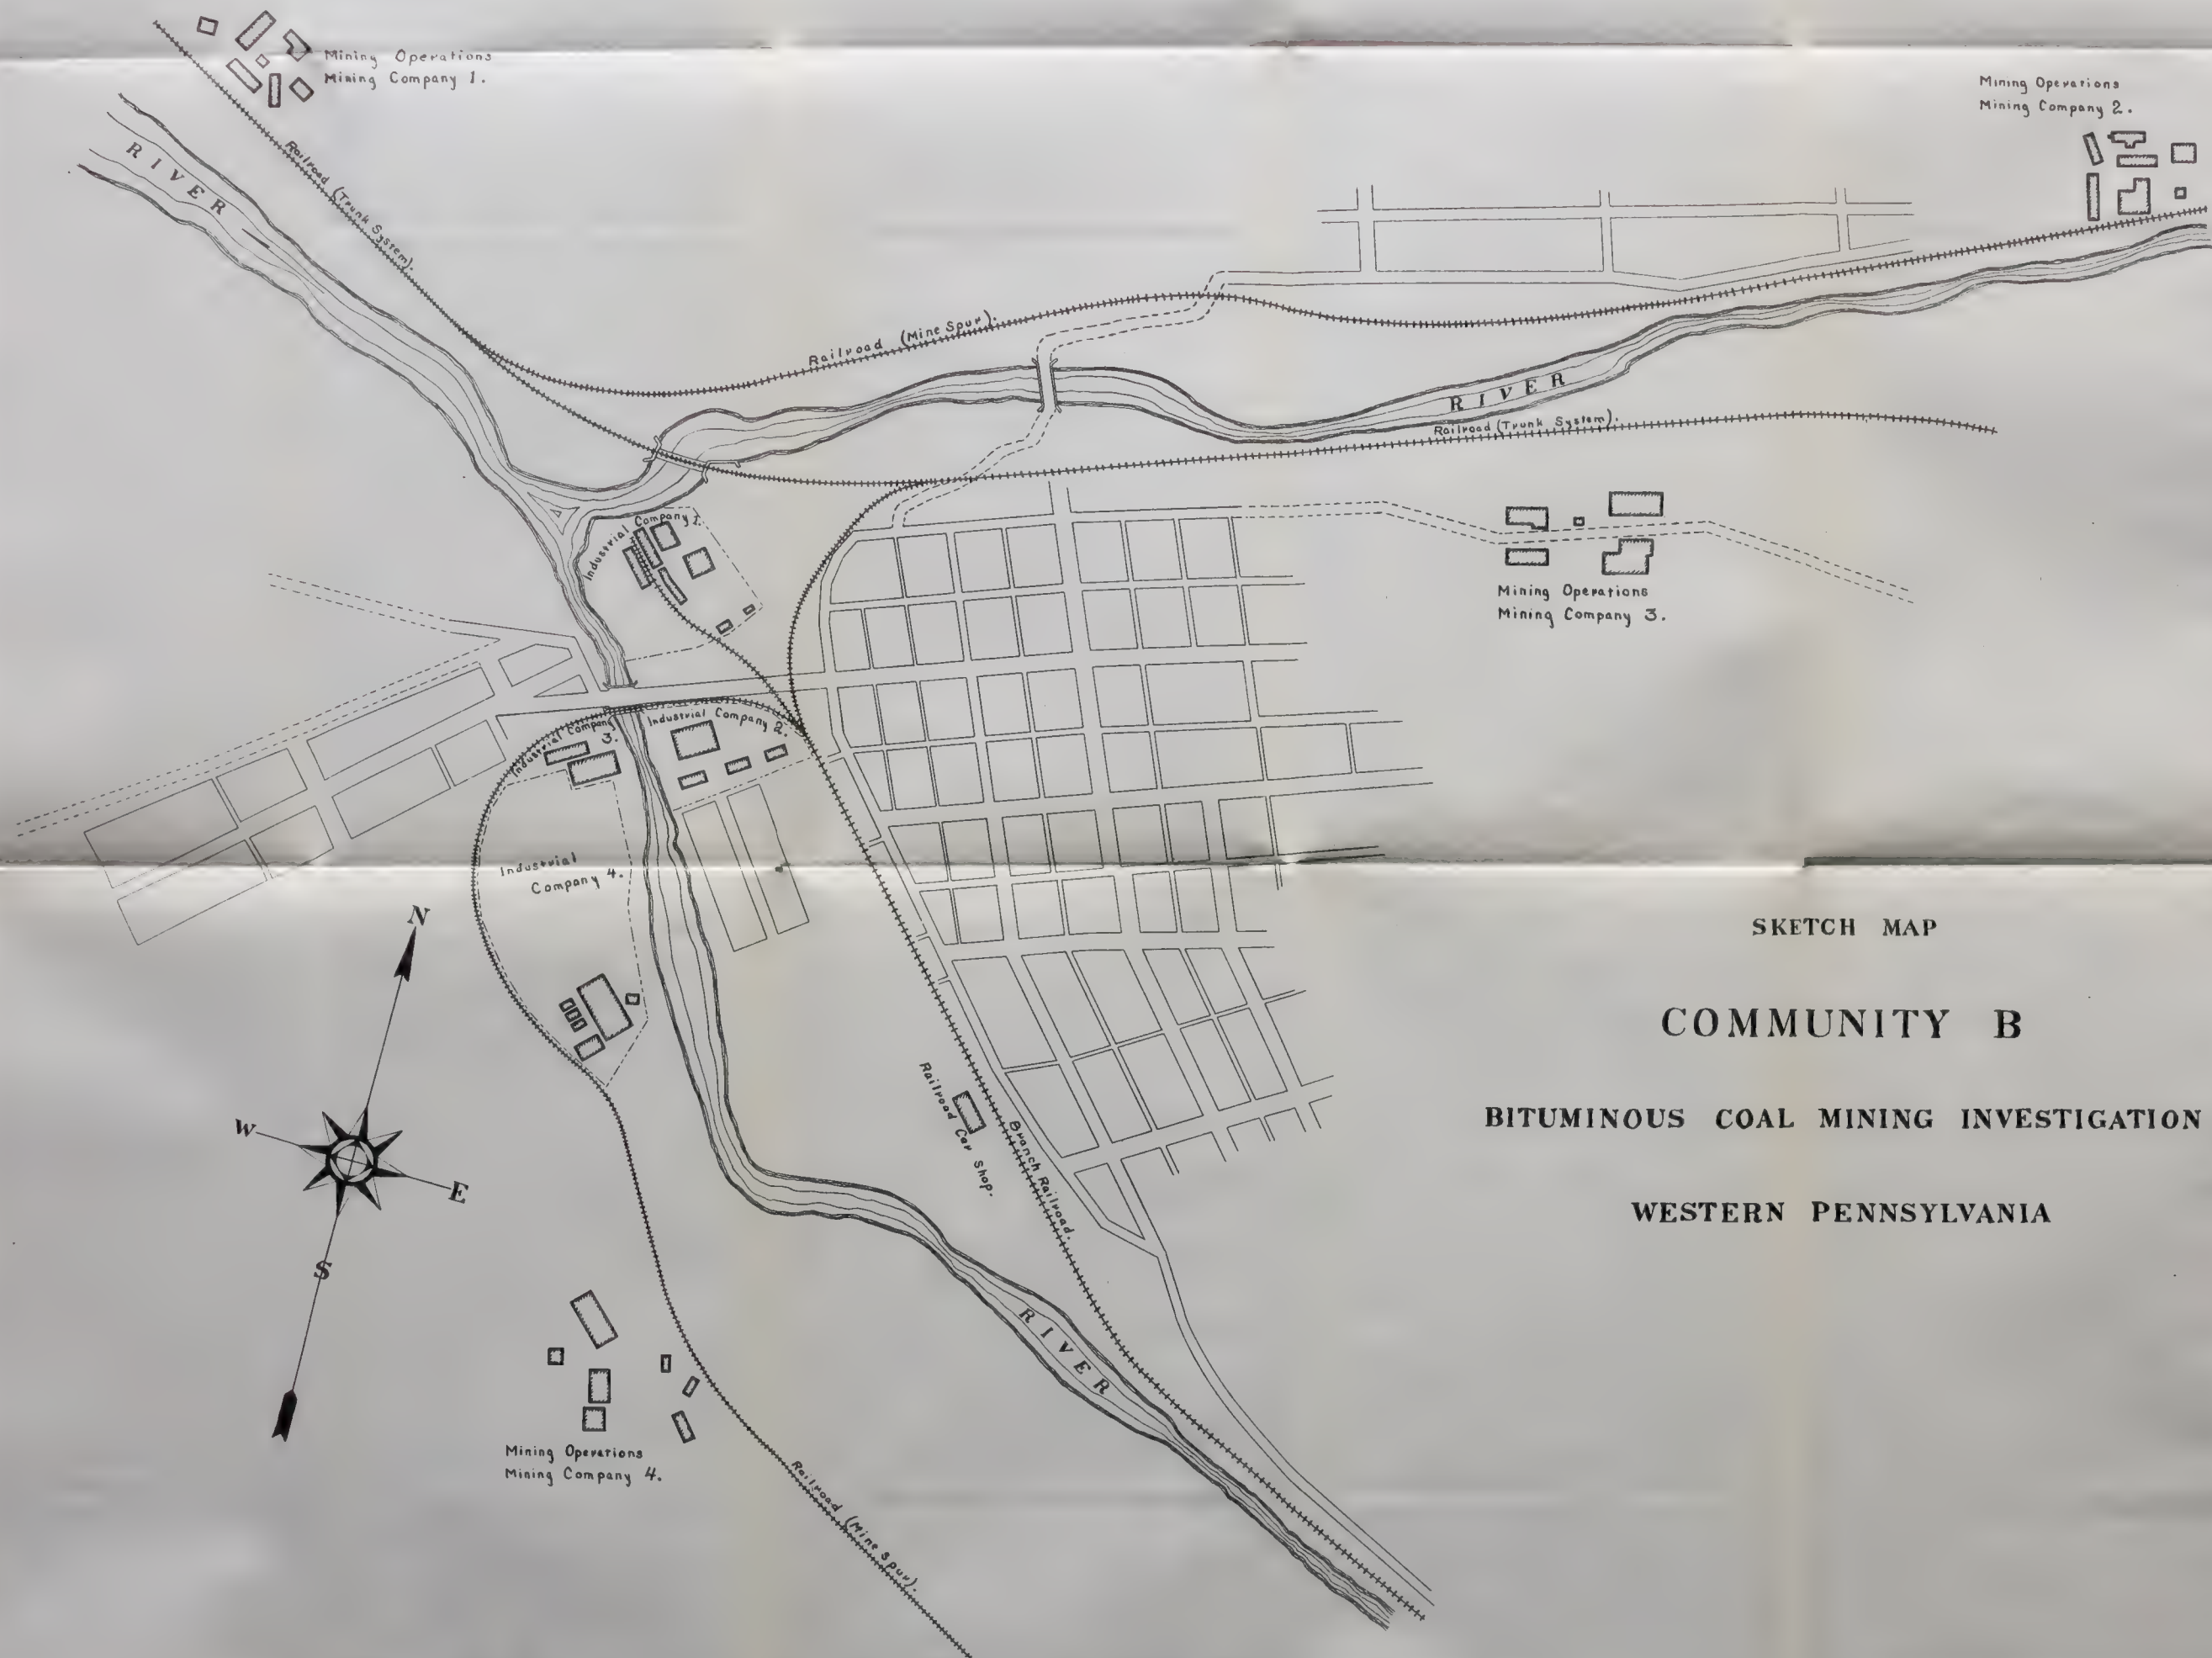 Mining Operations
Mining Company 1.
Mining Operations
Mining Company 2.
RIVER
Railroad (Trunk System).
Railroad (Mine Spur).
RIVER
Railroad (Trunk System).
Industrial Company 1.
Mining Operations
Mining Company 3.
Industrial Company
3.
Industrial Company 2.
Industrial
Company 4.
N
W
E
S
SKETCH MAP
COMMUNITY B
BITUMINOUS COAL MINING INVESTIGATION
WESTERN PENNSYLVANIA
Railroad Car Shop.
Branch Railroad.
RIVER
Mining Operations
Mining Company 4.
Railroad (Mine Spur).